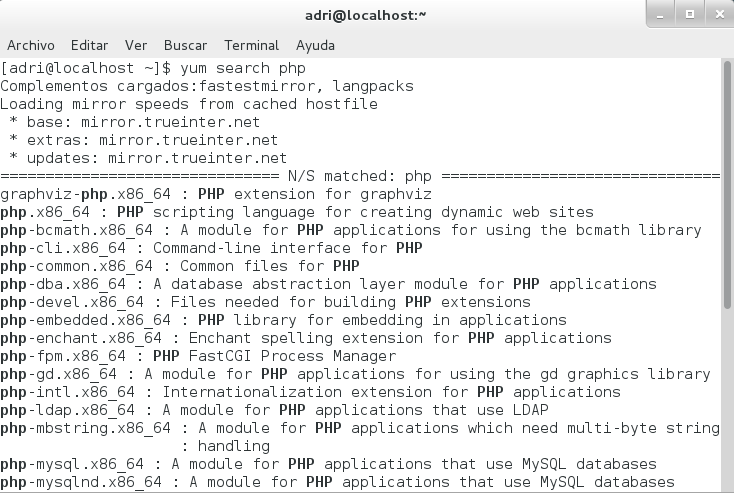 adri@localhost:~
Archivo Editar Ver Buscar Terminal Ayuda
[adri@localhost ~]$ yum search php
Complementos cargados:fastestmirror, langpacks
Loading mirror speeds from cached hostfile
 * base: mirror.trueinter.net
 * extras: mirror.trueinter.net
 * updates: mirror.trueinter.net
=============================== N/S matched: php ===============================
graphviz-php.x86_64 : PHP extension for graphviz
php.x86_64 : PHP scripting language for creating dynamic web sites
php-bcmath.x86_64 : A module for PHP applications for using the bcmath library
php-cli.x86_64 : Command-line interface for PHP
php-common.x86_64 : Common files for PHP
php-dba.x86_64 : A database abstraction layer module for PHP applications
php-devel.x86_64 : Files needed for building PHP extensions
php-embedded.x86_64 : PHP library for embedding in applications
php-enchant.x86_64 : Enchant spelling extension for PHP applications
php-fpm.x86_64 : PHP FastCGI Process Manager
php-gd.x86_64 : A module for PHP applications for using the gd graphics library
php-intl.x86_64 : Internationalization extension for PHP applications
php-ldap.x86_64 : A module for PHP applications that use LDAP
php-mbstring.x86_64 : A module for PHP applications which need multi-byte string
                    : handling
php-mysql.x86_64 : A module for PHP applications that use MySQL databases
php-mysqlnd.x86_64 : A module for PHP applications that use MySQL databases